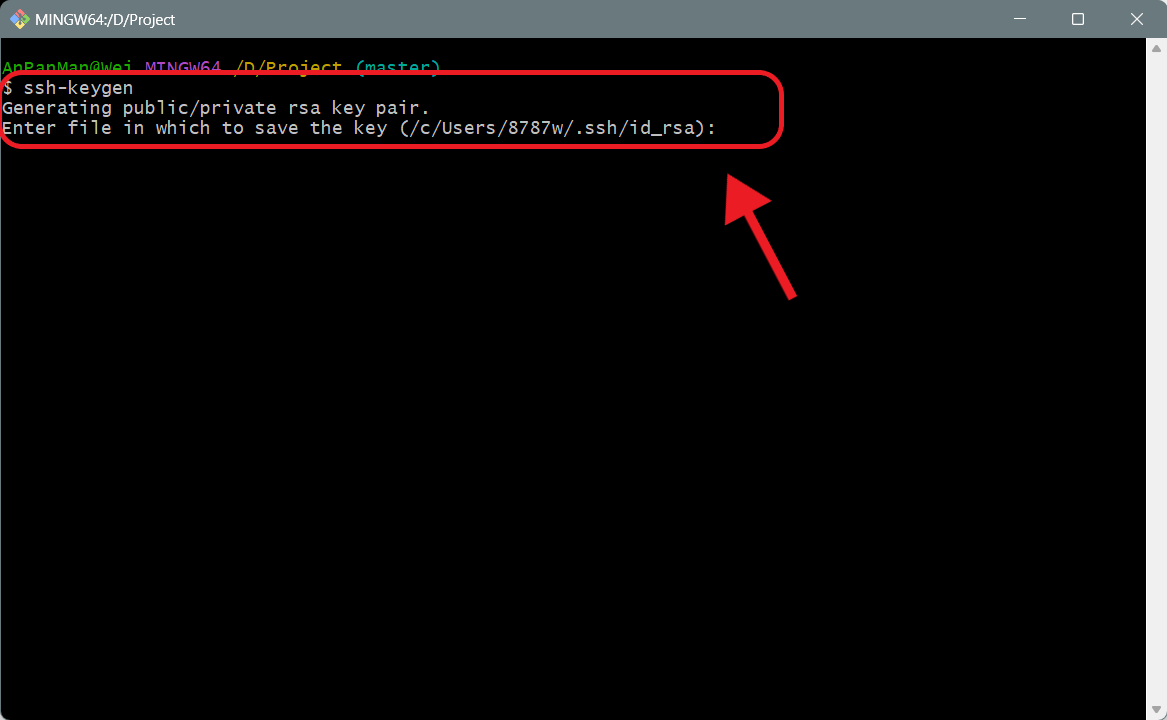 MINGW64:/D/Project
AnPanMan@Wei MINGW64 /D/Project (master)
$ ssh-keygen
Generating public/private rsa key pair.
Enter file in which to save the key (/c/Users/8787w/.ssh/id_rsa):